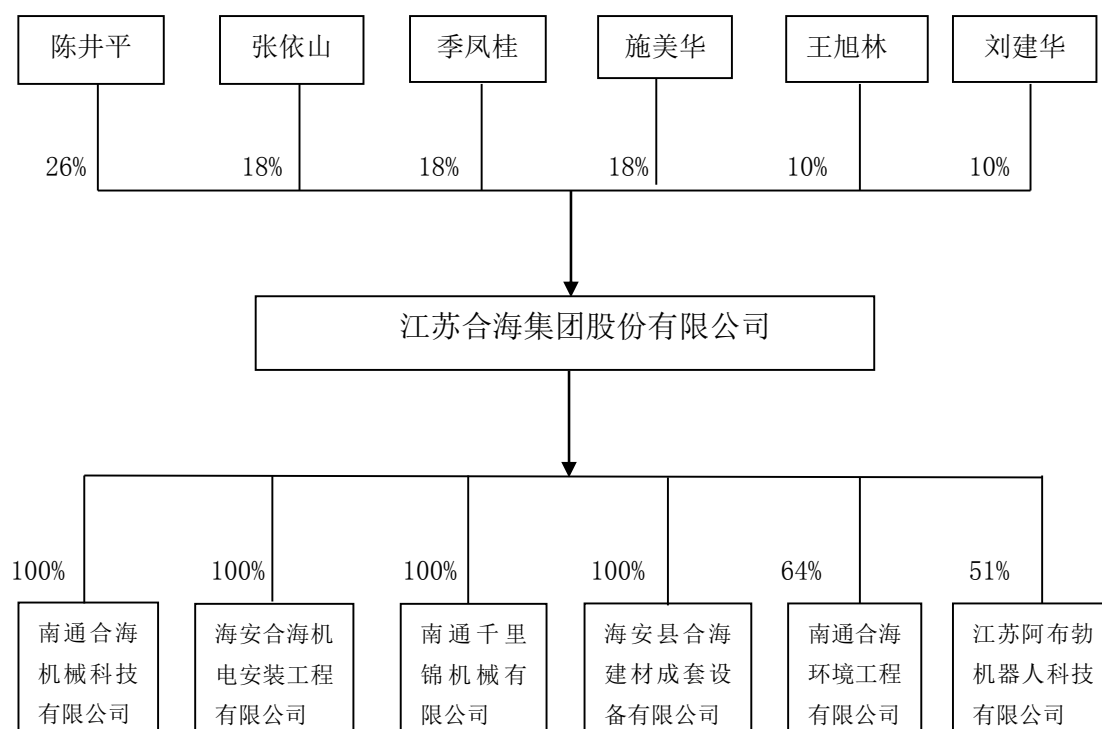 陈井平 张依山 季凤桂 施美华 王旭林 刘建华
26% 18% 18% 18% 10% 10%
江苏合海集团股份有限公司
100% 100% 100% 100% 64% 51%
南通合海
机械科技
有限公司
海安合海机
电安装工程
有限公司
南通千里
锦机械有
限公司
海安县合海
建材成套设
备有限公司
南通合海
环境工程
有限公司
江苏阿布勃
机器人科技
有限公司